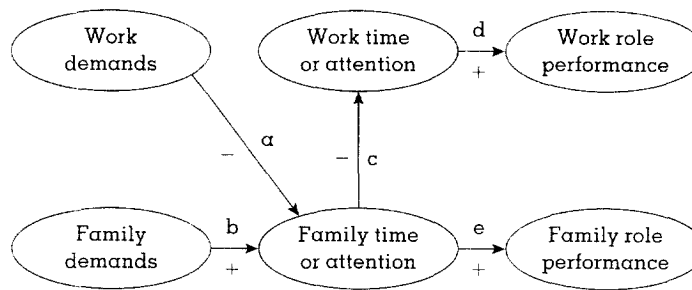 Work
demands
Work time
or attention
d
+
Work role
performance
− a
− c
Family
demands
b
+
Family time
or attention
e
+
Family role
performance